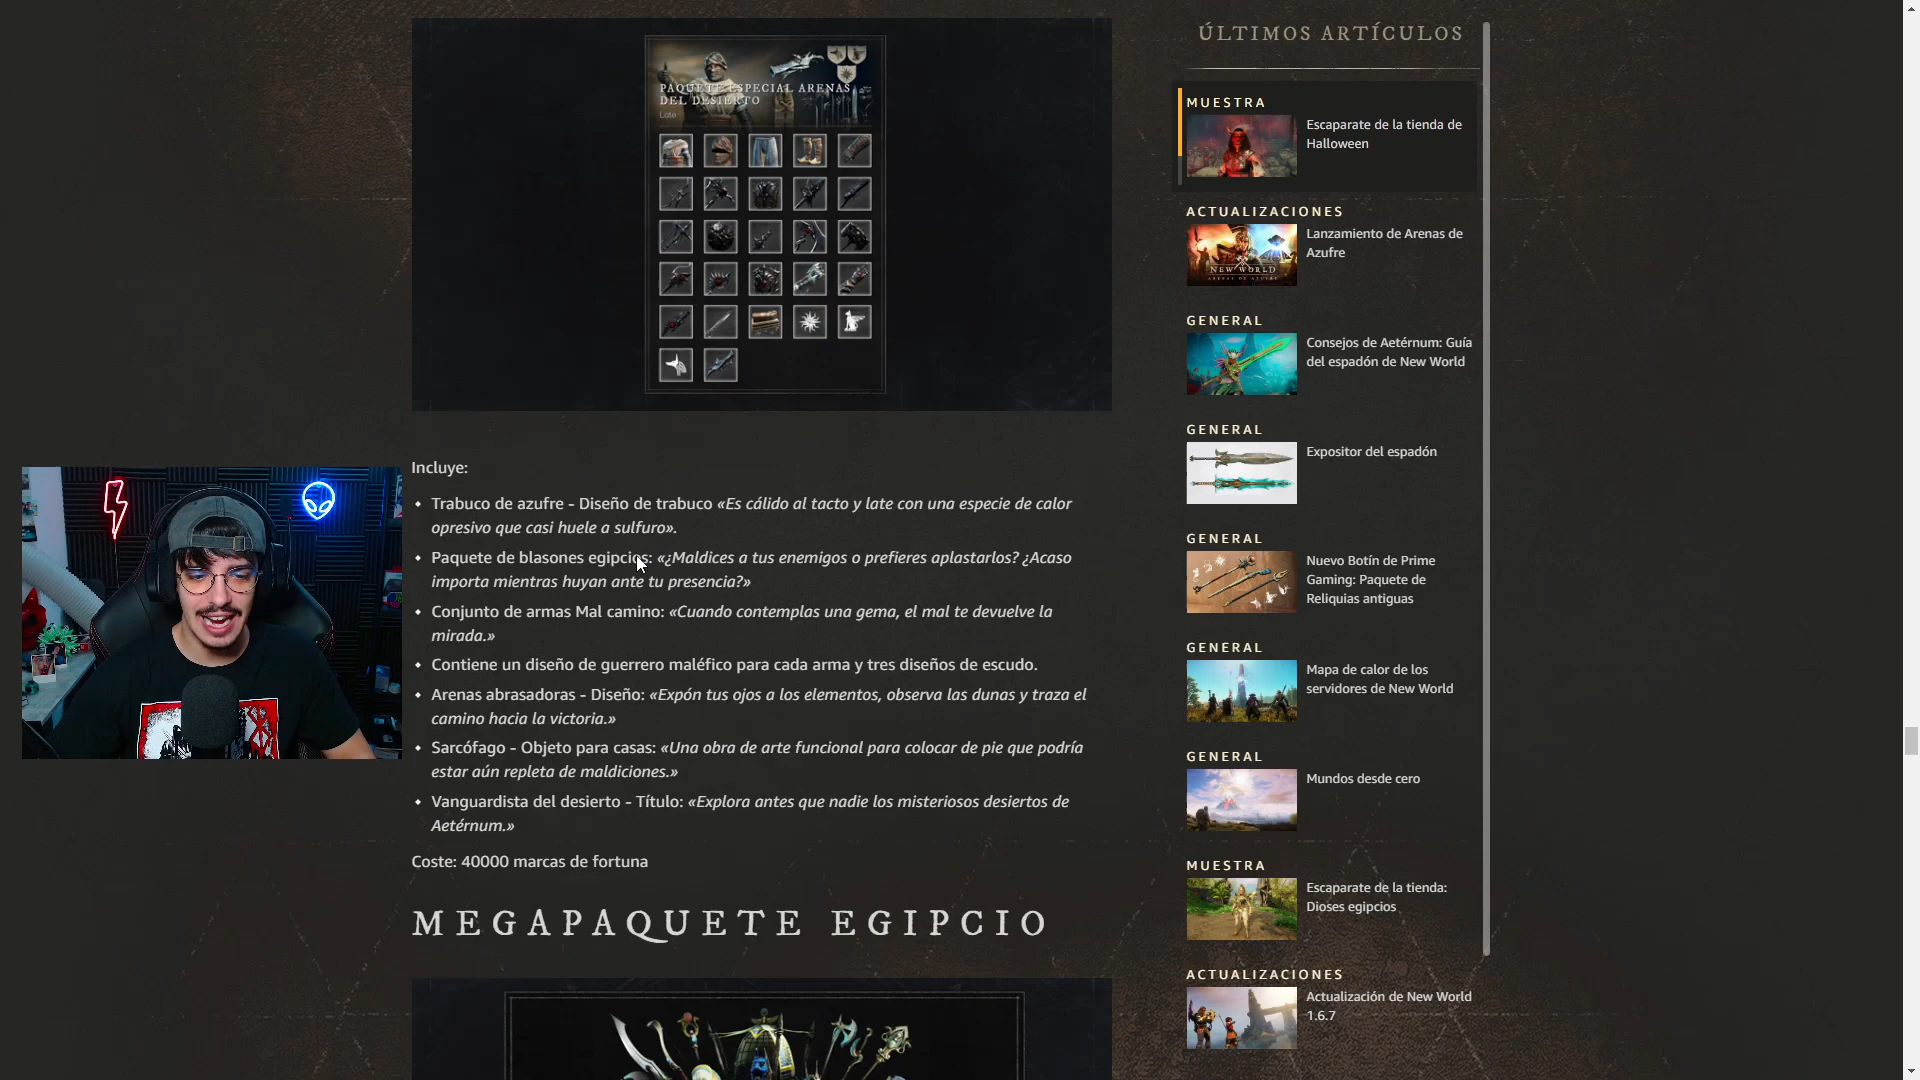 PAQUETE ESPECIAL ARENAS
DEL DESIERTO
Lote
Incluye:
Trabuco de azufre - Diseño de trabuco «Es cálido al tacto y late con una especie de calor
opresivo que casi huele a sulfuro».
Paquete de blasones egipcios: «¿Maldices a tus enemigos o prefieres aplastarlos? ¿Acaso
importa mientras huyan ante tu presencia?»
Conjunto de armas Mal camino: «Cuando contemplas una gema, el mal te devuelve la
mirada.»
Contiene un diseño de guerrero maléfico para cada arma y tres diseños de escudo.
Arenas abrasadoras - Diseño: «Expón tus ojos a los elementos, observa las dunas y traza el
camino hacia la victoria.»
Sarcófago - Objeto para casas: «Una obra de arte funcional para colocar de pie que podría
estar aún repleta de maldiciones.»
Vanguardista del desierto - Título: «Explora antes que nadie los misteriosos desiertos de
Aetérnum.»
Coste: 40000 marcas de fortuna
MEGAPAQUETE EGIPCIO
ÚLTIMOS ARTÍCULOS
MUESTRA
Escaparate de la tienda de
Halloween
ACTUALIZACIONES
Lanzamiento de Arenas de
Azufre
NEW WORLD
ARENAS DE AZUFRE
GENERAL
Consejos de Aetérnum: Guía
del espadón de New World
GENERAL
Expositor del espadón
GENERAL
Nuevo Botín de Prime
Gaming: Paquete de
Reliquias antiguas
GENERAL
Mapa de calor de los
servidores de New World
GENERAL
Mundos desde cero
MUESTRA
Escaparate de la tienda:
Dioses egipcios
ACTUALIZACIONES
Actualización de New World
1.6.7